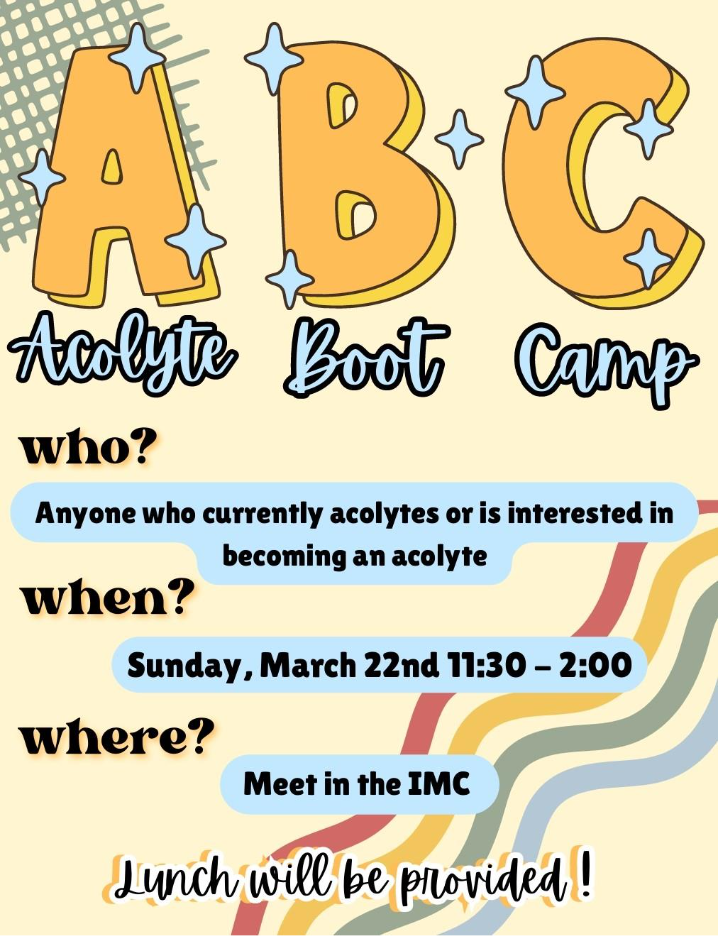 A B C
Acolyte Boot Camp
who?
Anyone who currently acolytes or is interested in
becoming an acolyte
when?
Sunday, March 22nd 11:30 – 2:00
where?
Meet in the IMC
Lunch will be provided !